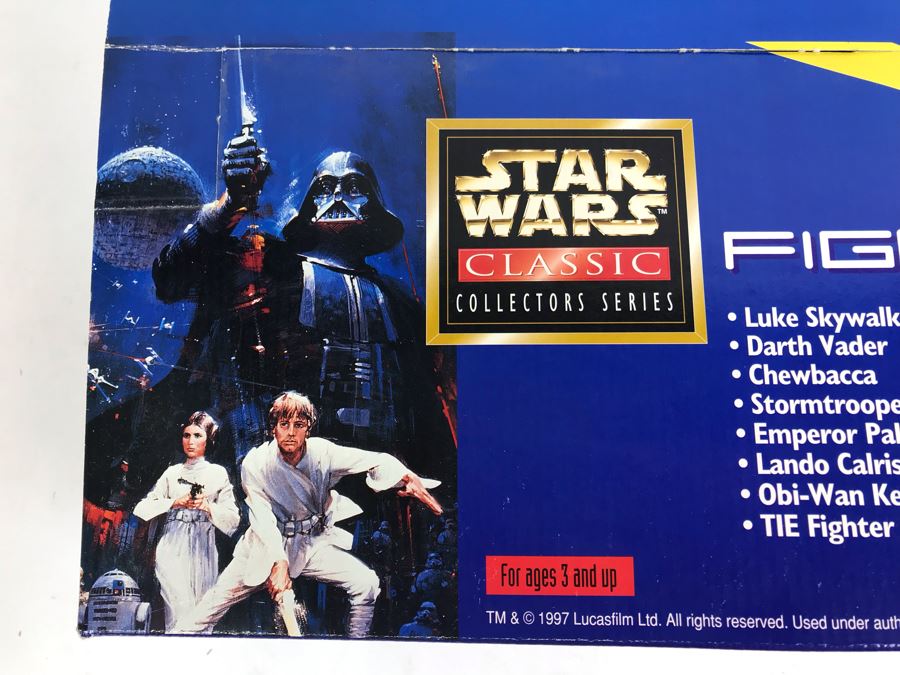 STAR
WARS™
CLASSIC
COLLECTORS SERIES
FIG
• Luke Skywalk
• Darth Vader
• Chewbacca
• Stormtroope
• Emperor Pal
• Lando Calris
• Obi-Wan Ke
• TIE Fighter
For ages 3 and up
TM & © 1997 Lucasfilm Ltd. All rights reserved. Used under auth